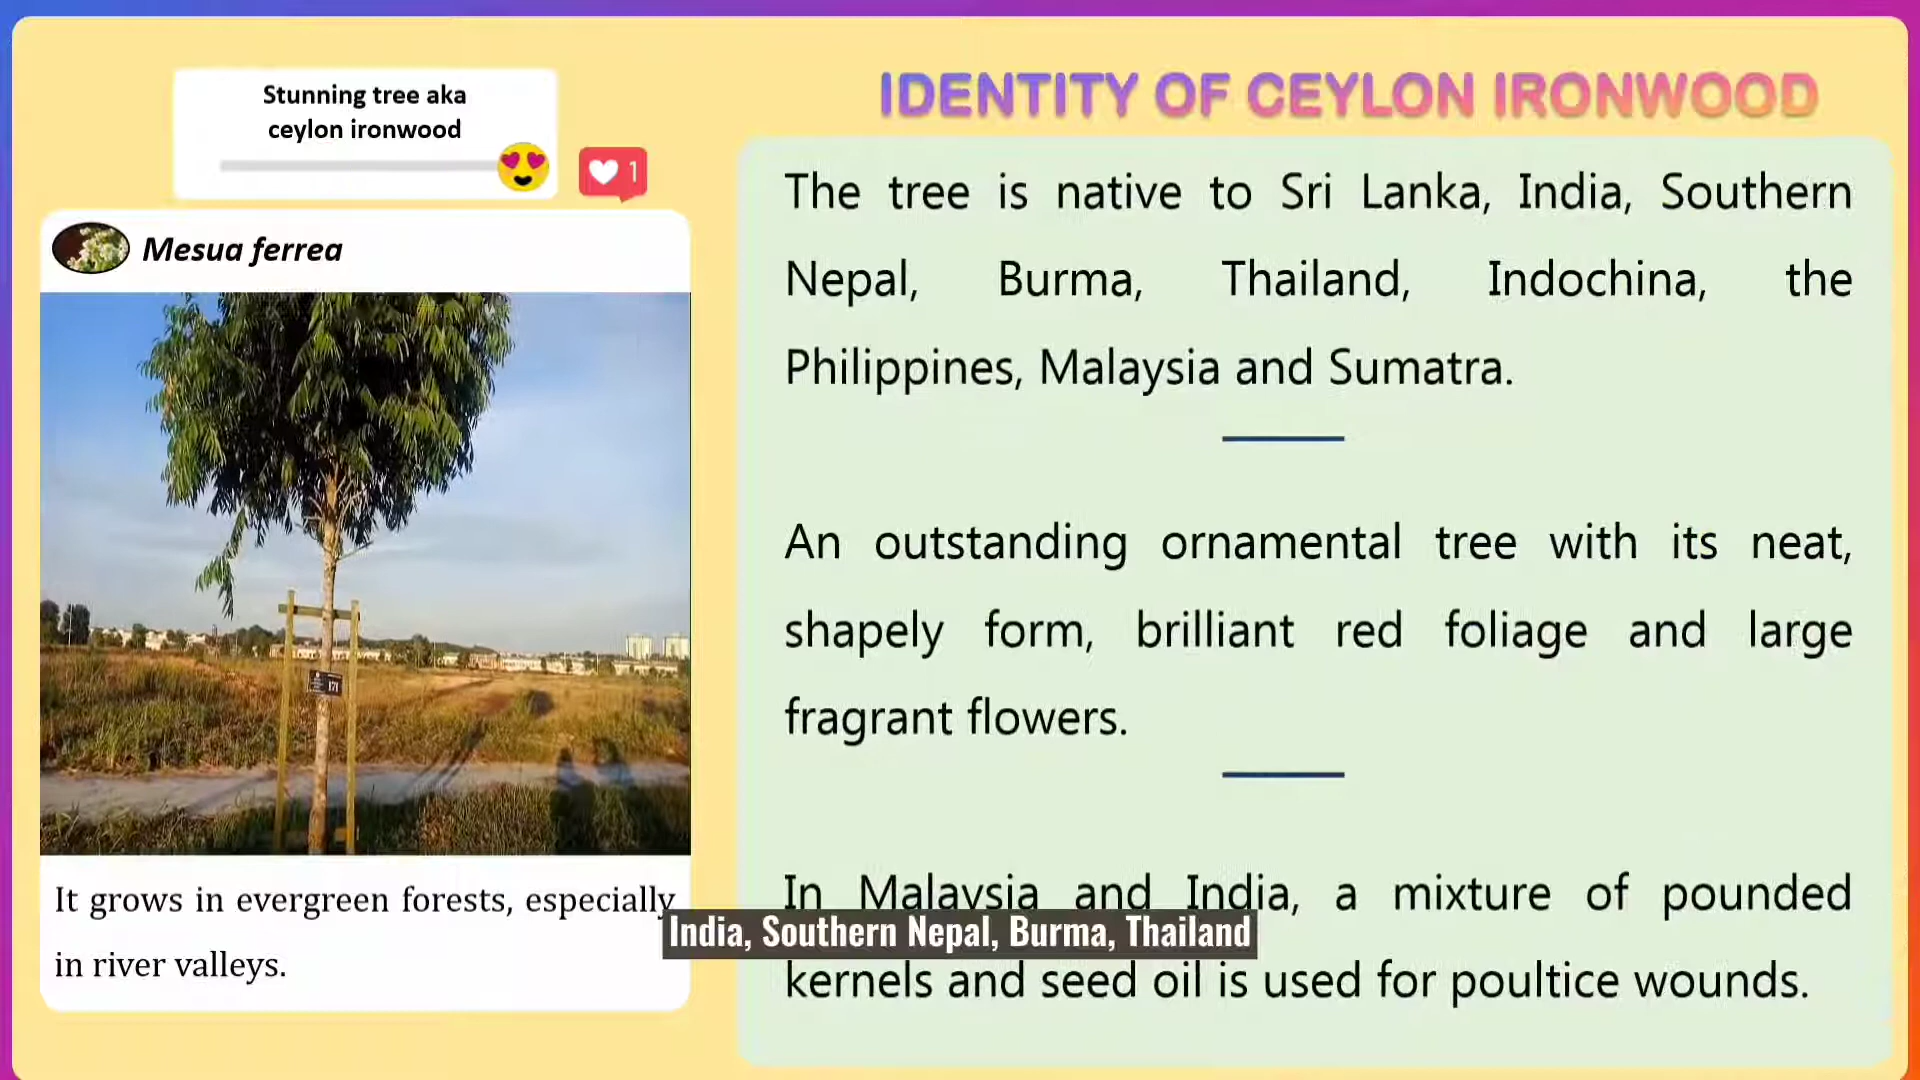 Stunning tree aka
ceylon ironwood
1
Mesua ferrea
171
It grows in evergreen forests, especially
in river valleys.
IDENTITY OF CEYLON IRONWOOD
The tree is native to Sri Lanka, India, Southern
Nepal, Burma, Thailand, Indochina, the
Philippines, Malaysia and Sumatra.
An outstanding ornamental tree with its neat,
shapely form, brilliant red foliage and large
fragrant flowers.
In Malaysia and India, a mixture of pounded
kernels and seed oil is used for poultice wounds.
India, Southern Nepal, Burma, Thailand